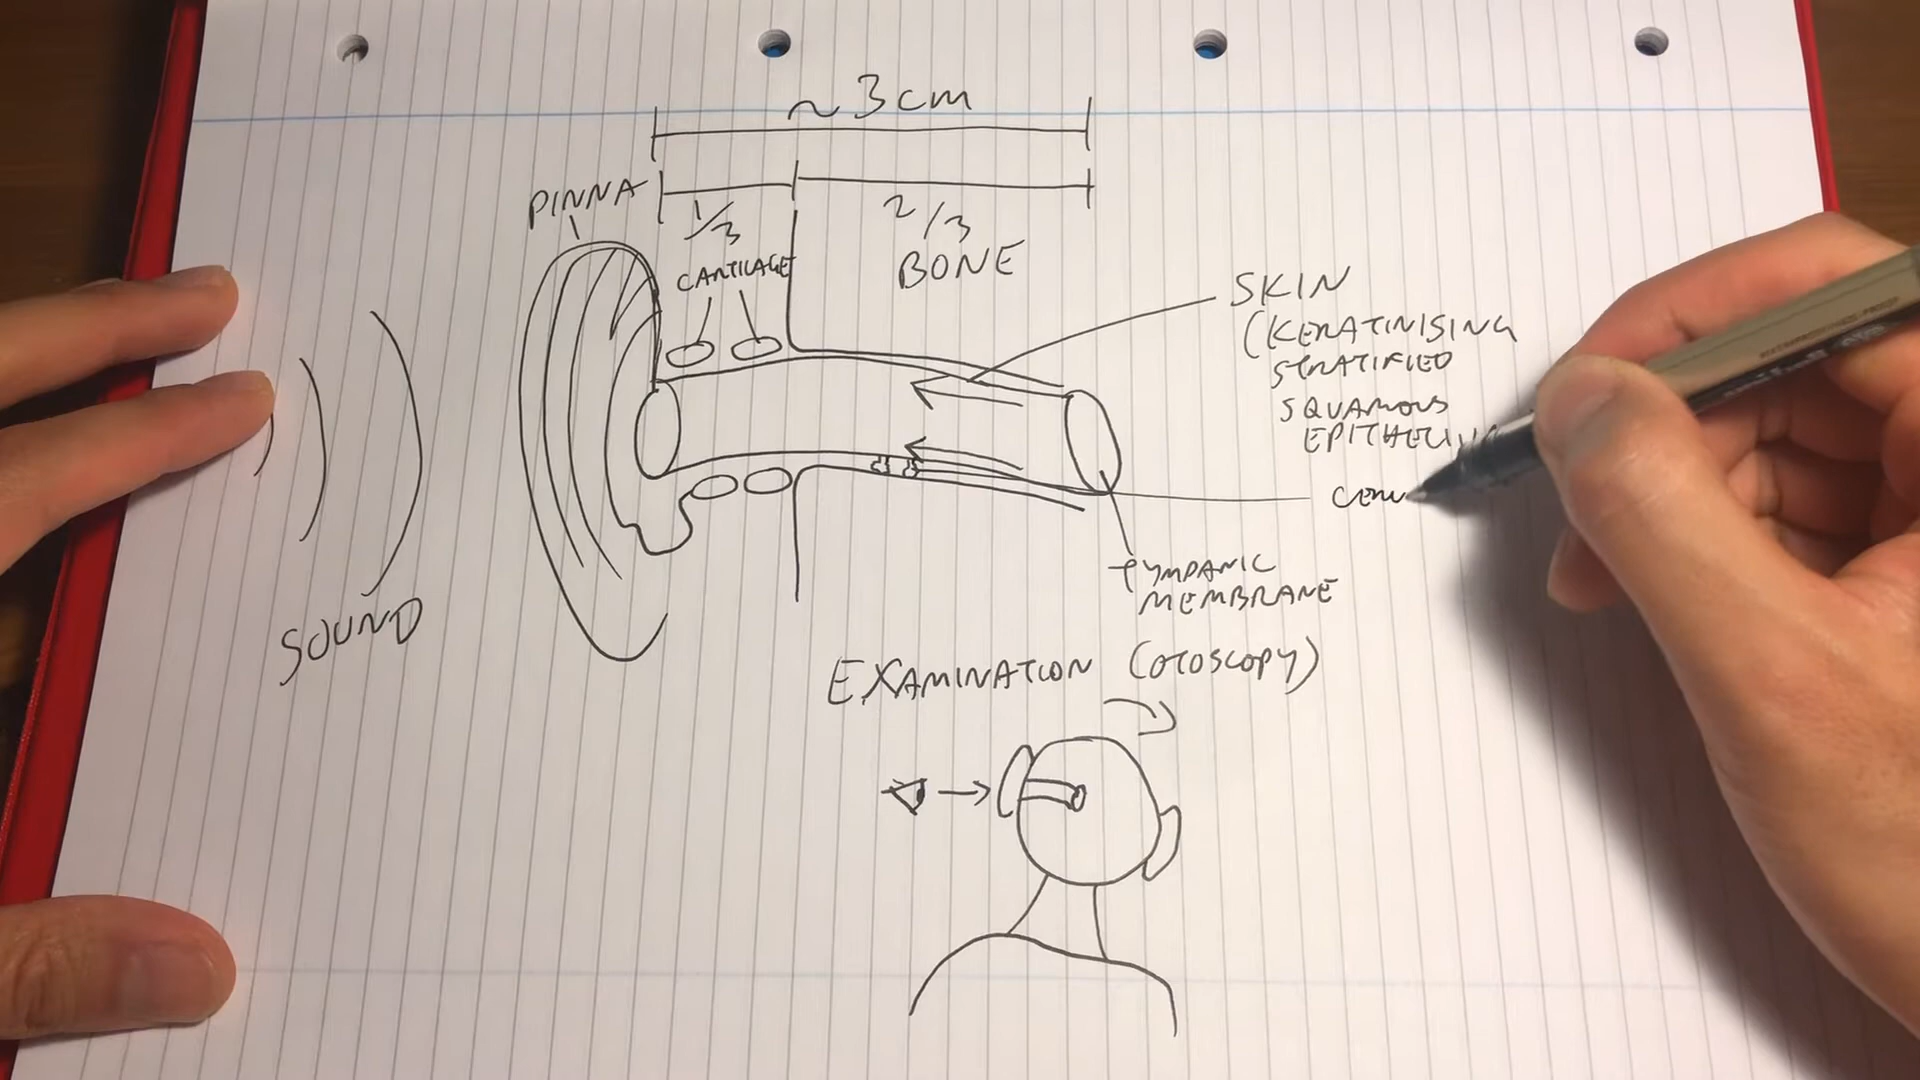 ~3cm
PINNA
1/3
2/3
CARTILAGE
BONE
SKIN
(KERATINISING
STRATIFIED
SQUAMOUS
SOUND
TYMPANIC
MEMBRANE
EXAMINATION (OTOSCOPY)